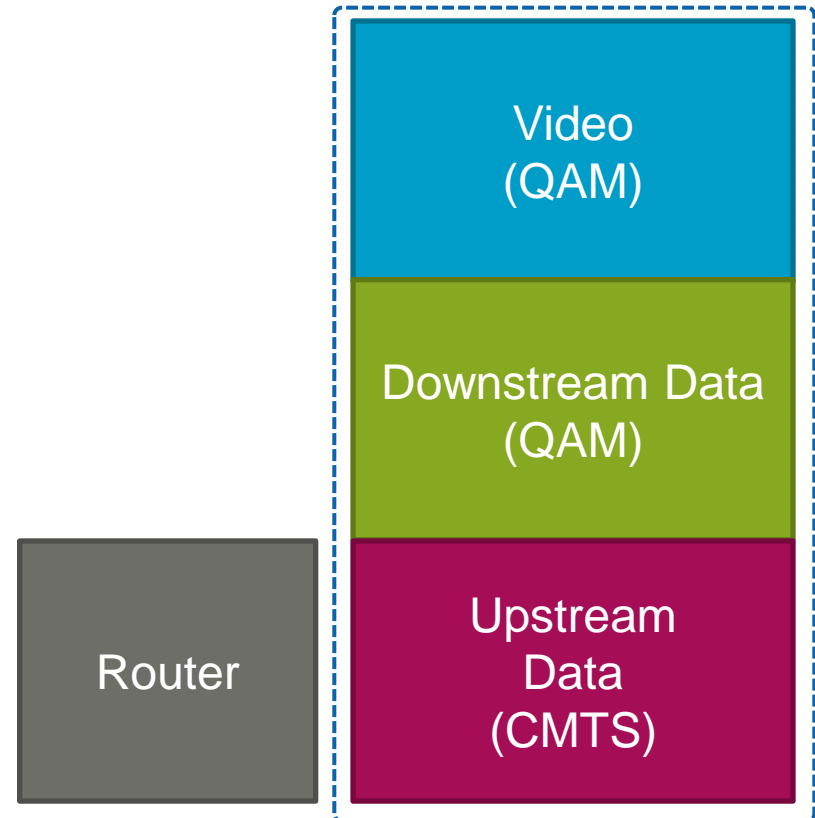 Video
(QAM)
Downstream Data
(QAM)
Router
Upstream
Data
(CMTS)